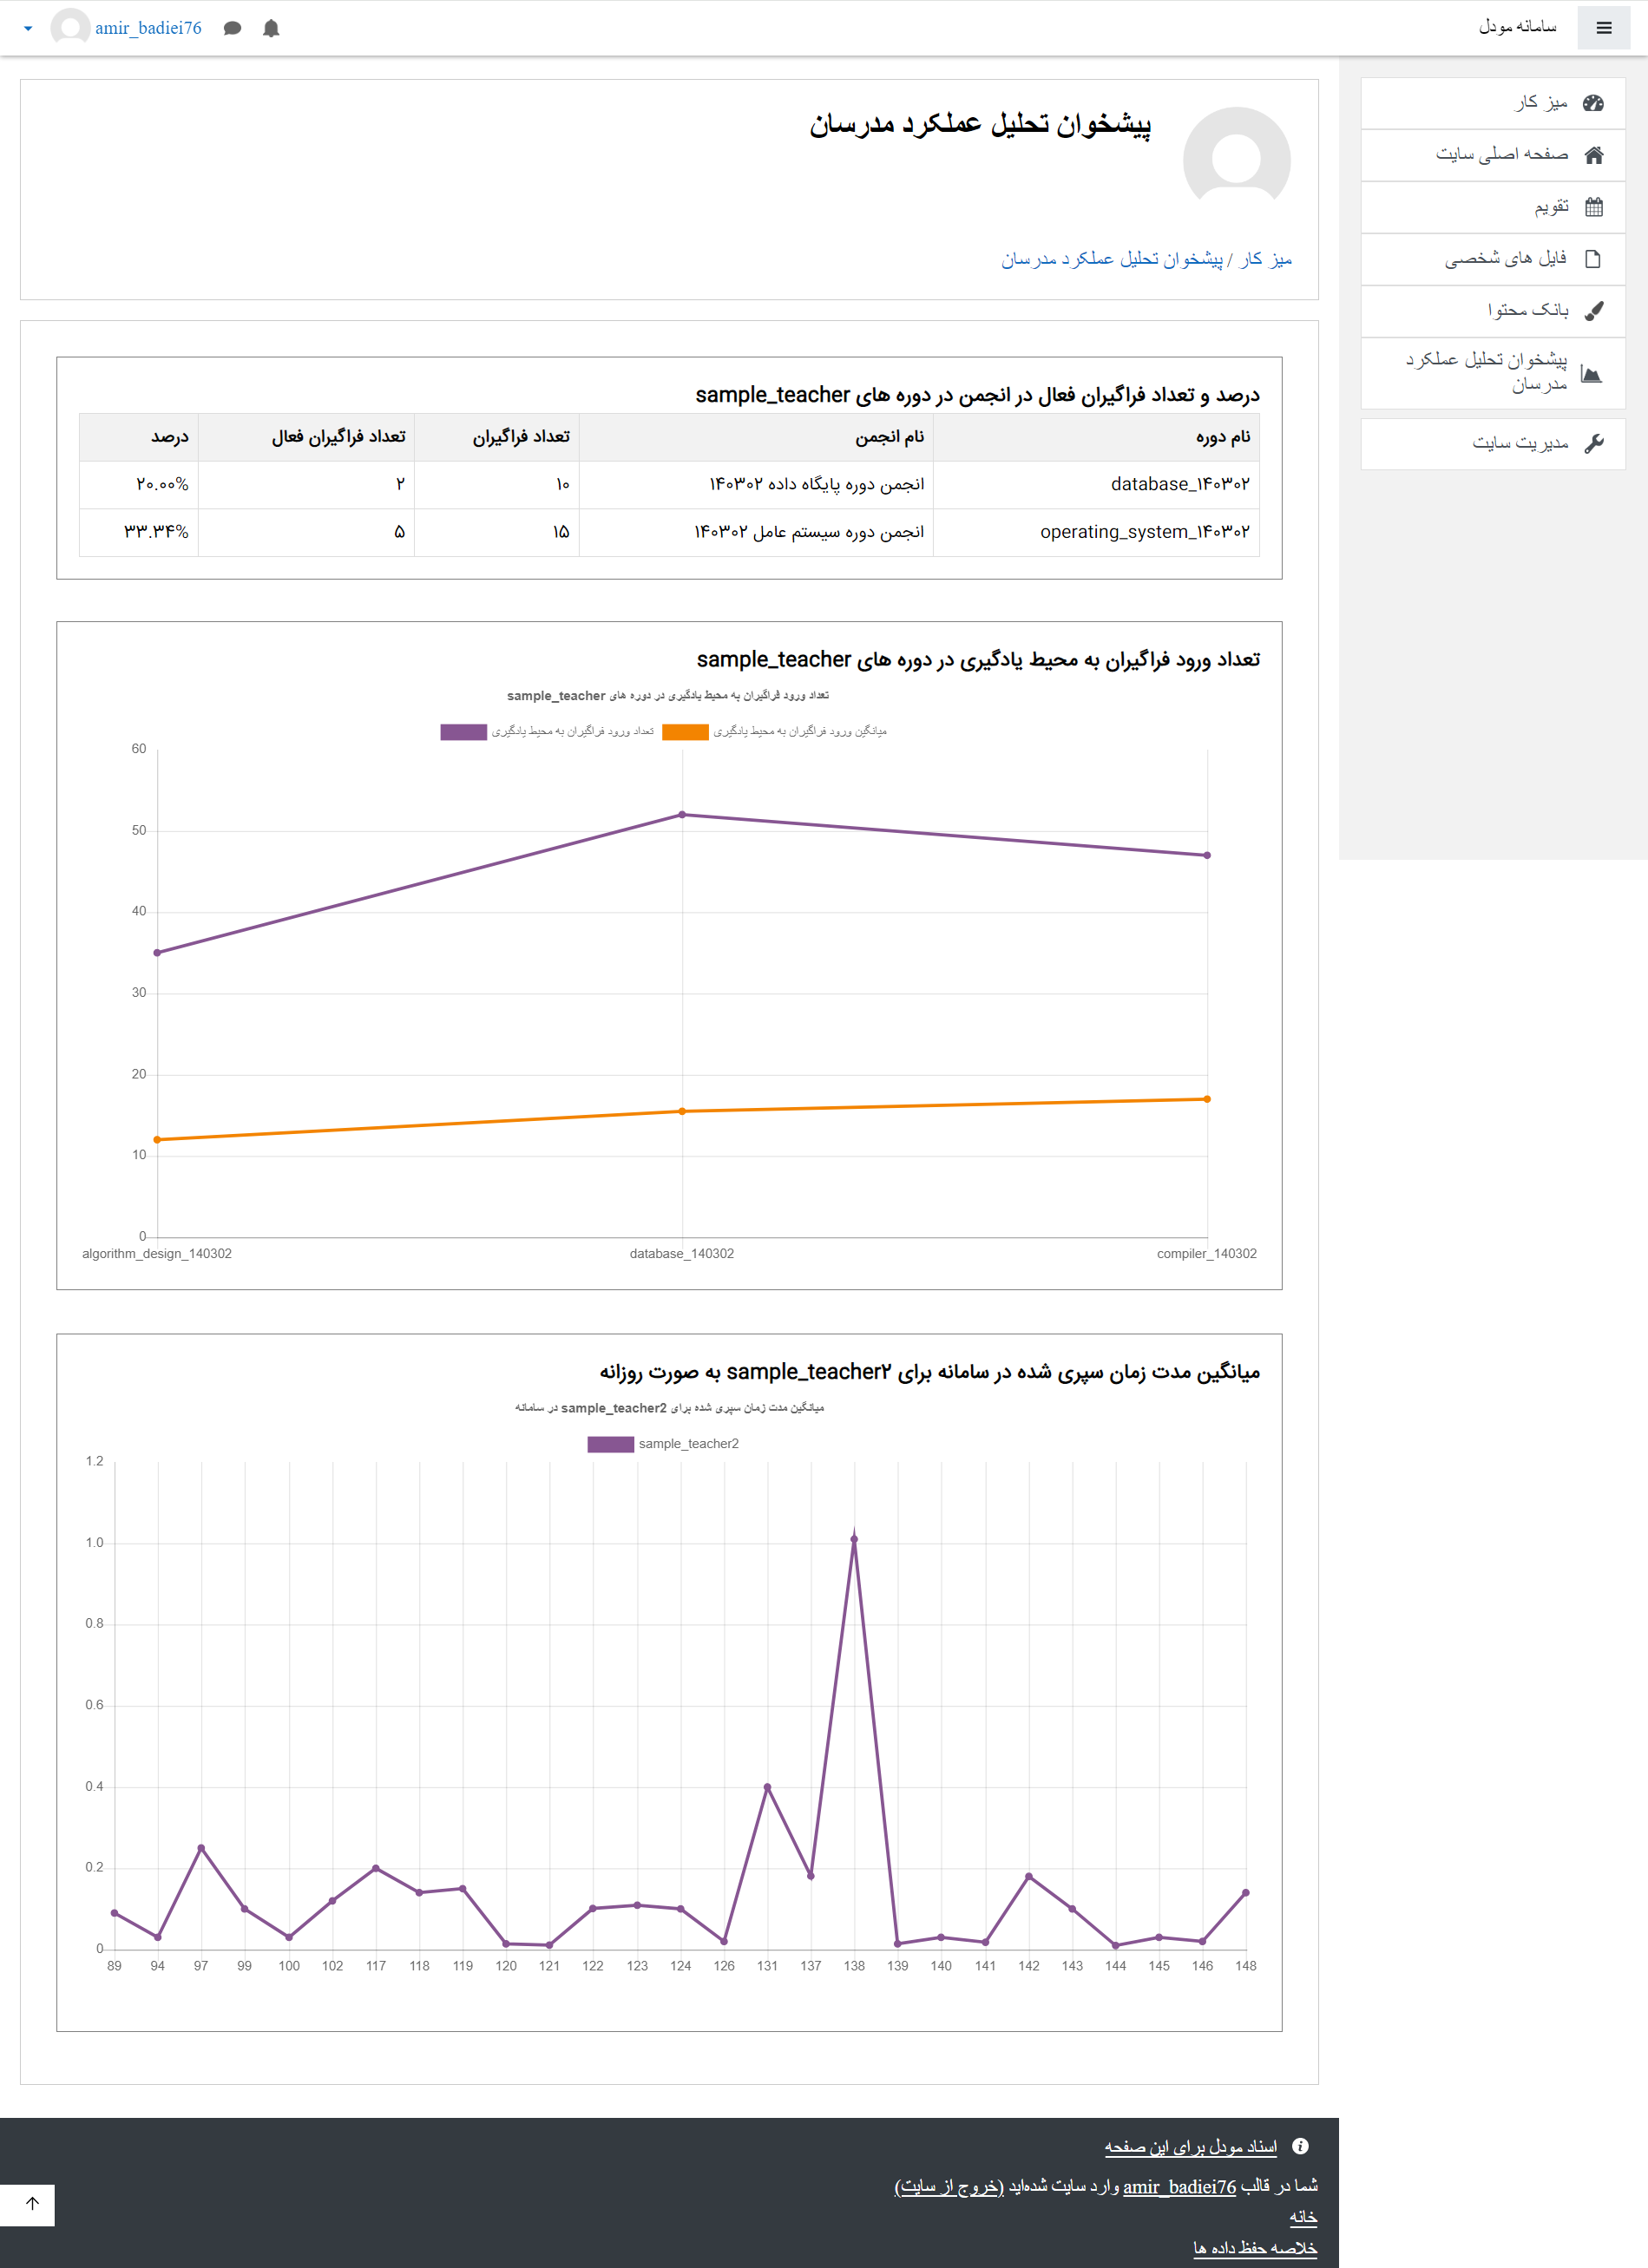 سامانه مودل
amir_badiei76
میز کار
صفحه اصلی سایت
تقویم
فایل های شخصی
بانک محتوا
پیشخوان تحلیل عملکرد
مدرسان
مدیریت سایت
پیشخوان تحلیل عملکرد مدرسان
میز کار / پیشخوان تحلیل عملکرد مدرسان
درصد و تعداد فراگیران فعال در انجمن در دوره های sample_teacher
نام دوره نام انجمن تعداد فراگیران تعداد فراگیران فعال درصد
database_۱۴۰۳۰۲ انجمن دوره پایگاه داده ۱۴۰۳۰۲ ۱۰ ۲ ۲۰.۰۰%
operating_system_۱۴۰۳۰۲ انجمن دوره سیستم عامل ۱۴۰۳۰۲ ۱۵ ۵ ۳۳.۳۴%
تعداد ورود فراگیران به محیط یادگیری در دوره های sample_teacher
تعداد ورود فراگیران به محیط یادگیری در دوره های sample_teacher
تعداد ورود فراگیران به محیط یادگیری میانگین ورود فراگیران به محیط یادگیری
60
50
40
30
20
10
0
algorithm_design_140302 database_140302 compiler_140302
میانگین مدت زمان سپری شده در سامانه برای sample_teacher۲ به صورت روزانه
میانگین مدت زمان سپری شده برای sample_teacher2 در سامانه
sample_teacher2
1.2
1.0
0.8
0.6
0.4
0.2
0
89 94 97 99 100 102 117 118 119 120 121 122 123 124 126 131 137 138 139 140 141 142 143 144 145 146 148
اسناد مودل برای این صفحه
شما در قالب amir_badiei76 وارد سایت شده‌اید (خروج از سایت)
خانه
خلاصه حفظ داده ها